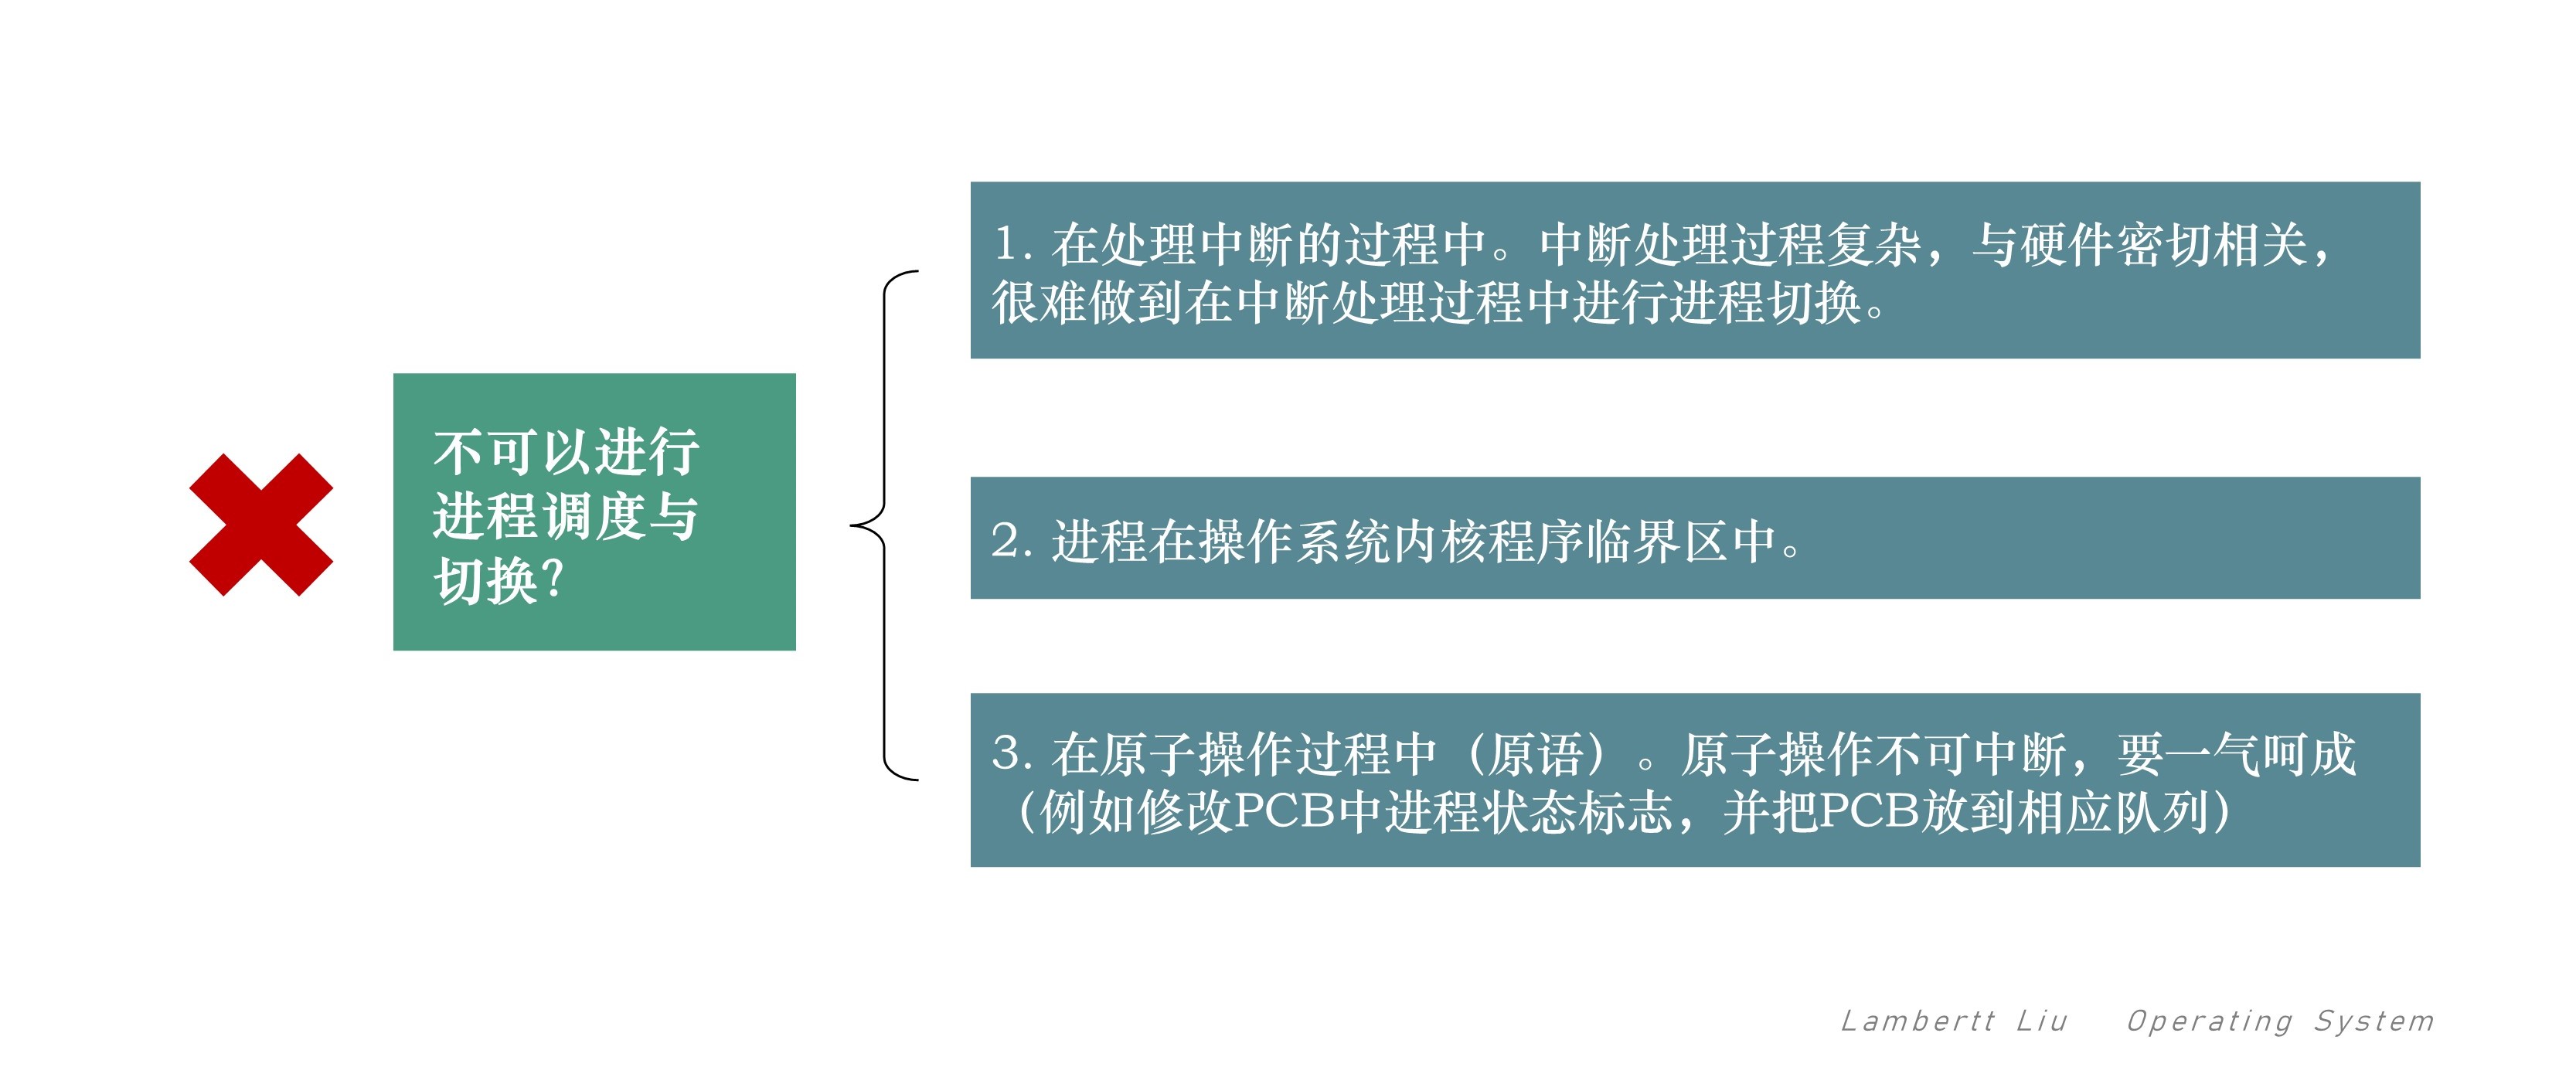 不可以进行
进程调度与
切换？
1. 在处理中断的过程中。中断处理过程复杂，与硬件密切相关，
很难做到在中断处理过程中进行进程切换。
2. 进程在操作系统内核程序临界区中。
3. 在原子操作过程中（原语）。原子操作不可中断，要一气呵成
（例如修改PCB中进程状态标志，并把PCB放到相应队列）
Lambertt Liu Operating System